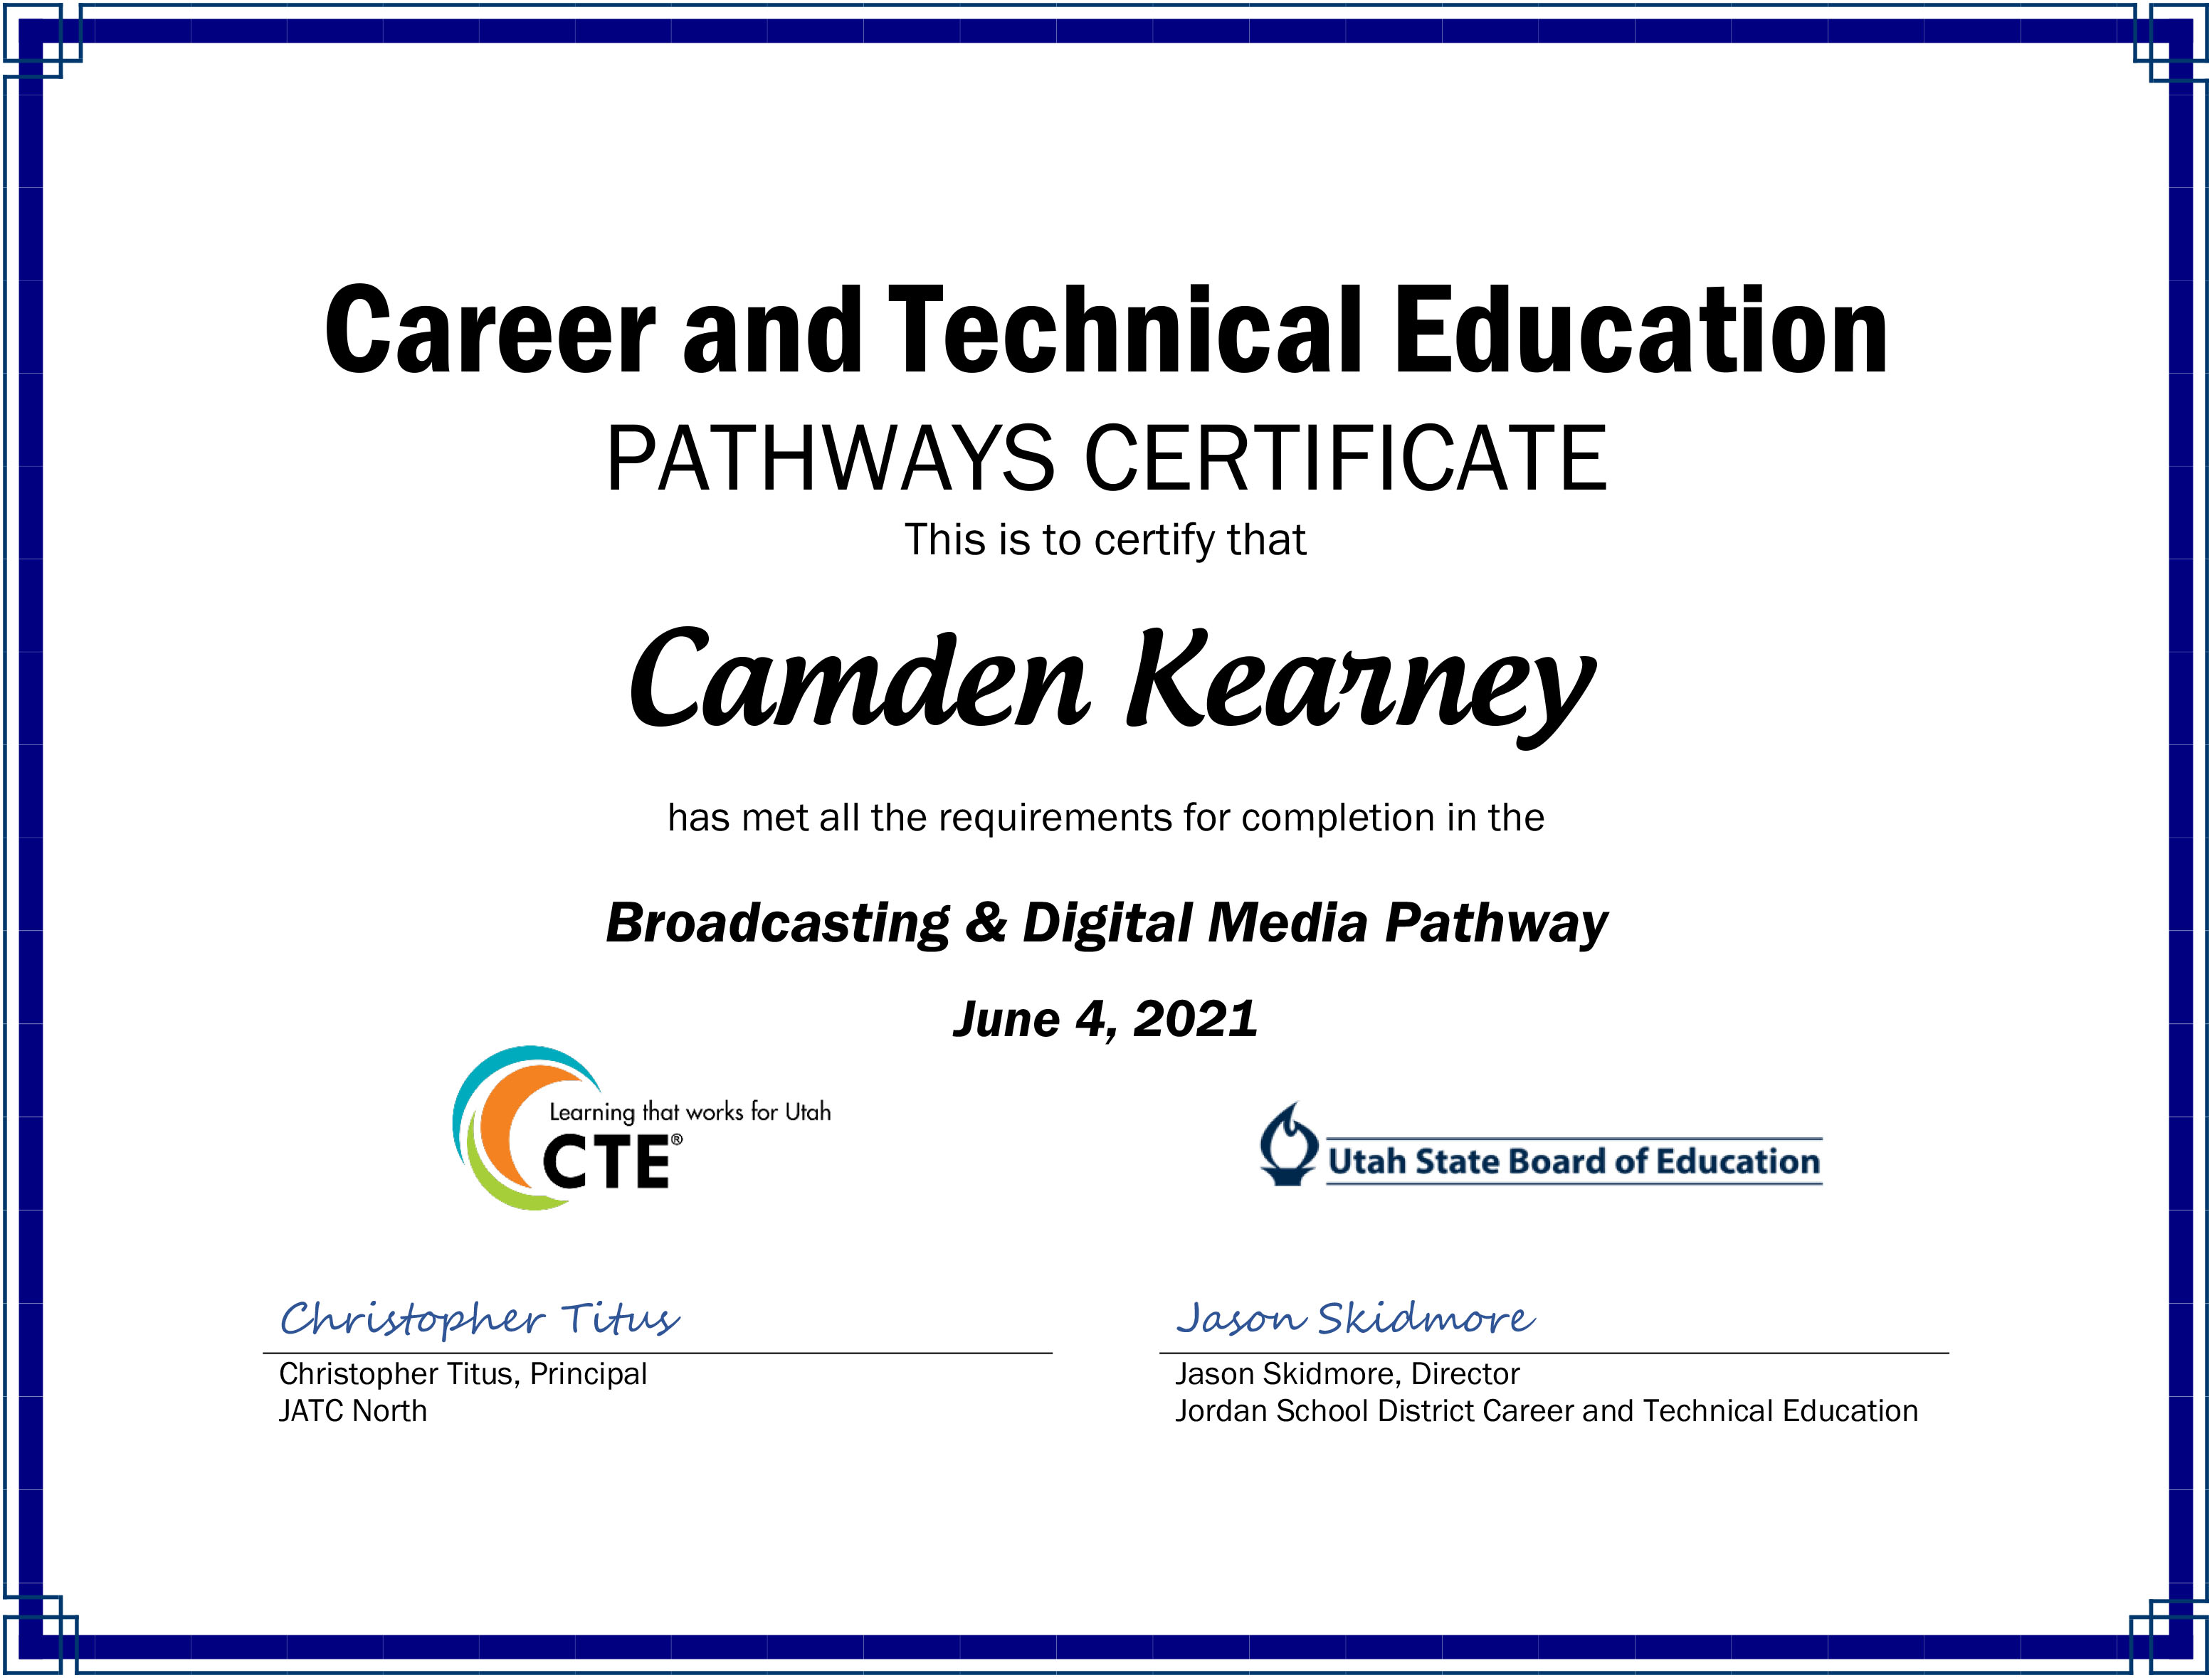 Career and Technical Education
PATHWAYS CERTIFICATE
This is to certify that
Camden Kearney
has met all the requirements for completion in the
Broadcasting & Digital Media Pathway
June 4, 2021
Learning that works for Utah
CTE®
Utah State Board of Education
Christopher Titus
Christopher Titus, Principal
JATC North
Jason Skidmore
Jason Skidmore, Director
Jordan School District Career and Technical Education